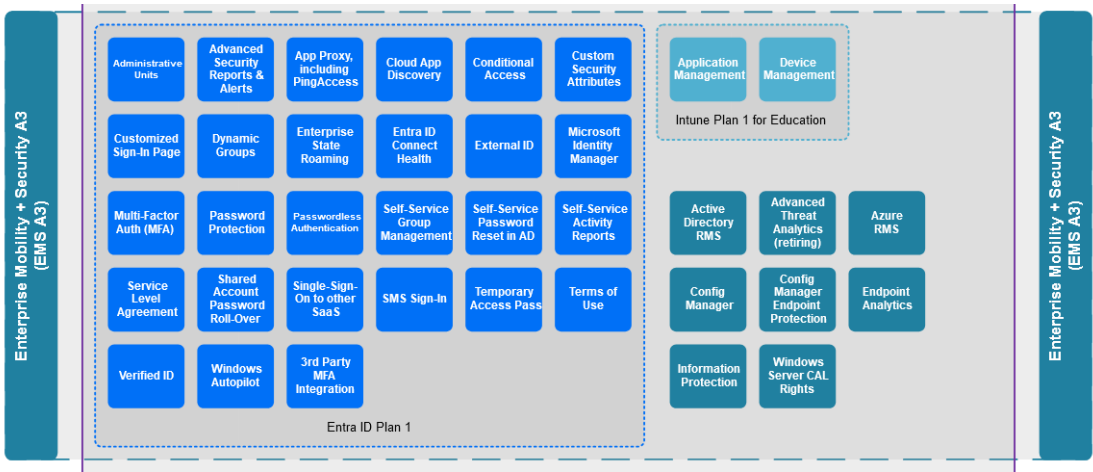 Enterprise Mobility + Security A3
(EMS A3)
Administrative
Units
Advanced
Security
Reports &
Alerts
App Proxy,
including
PingAccess
Cloud App
Discovery
Conditional
Access
Custom
Security
Attributes
Customized
Sign-In Page
Dynamic
Groups
Enterprise
State
Roaming
Entra ID
Connect
Health
External ID
Microsoft
Identity
Manager
Multi-Factor
Auth (MFA)
Password
Protection
Passwordless
Authentication
Self-Service
Group
Management
Self-Service
Password
Reset in AD
Self-Service
Activity
Reports
Service
Level
Agreement
Shared
Account
Password
Roll-Over
Single-Sign-
On to other
SaaS
SMS Sign-In
Temporary
Access Pass
Terms of
Use
Verified ID
Windows
Autopilot
3rd Party
MFA
Integration
Entra ID Plan 1
Application
Management
Device
Management
Intune Plan 1 for Education
Active
Directory
RMS
Advanced
Threat
Analytics
(retiring)
Azure
RMS
Config
Manager
Config
Manager
Endpoint
Protection
Endpoint
Analytics
Information
Protection
Windows
Server CAL
Rights
Enterprise Mobility + Security A3
(EMS A3)